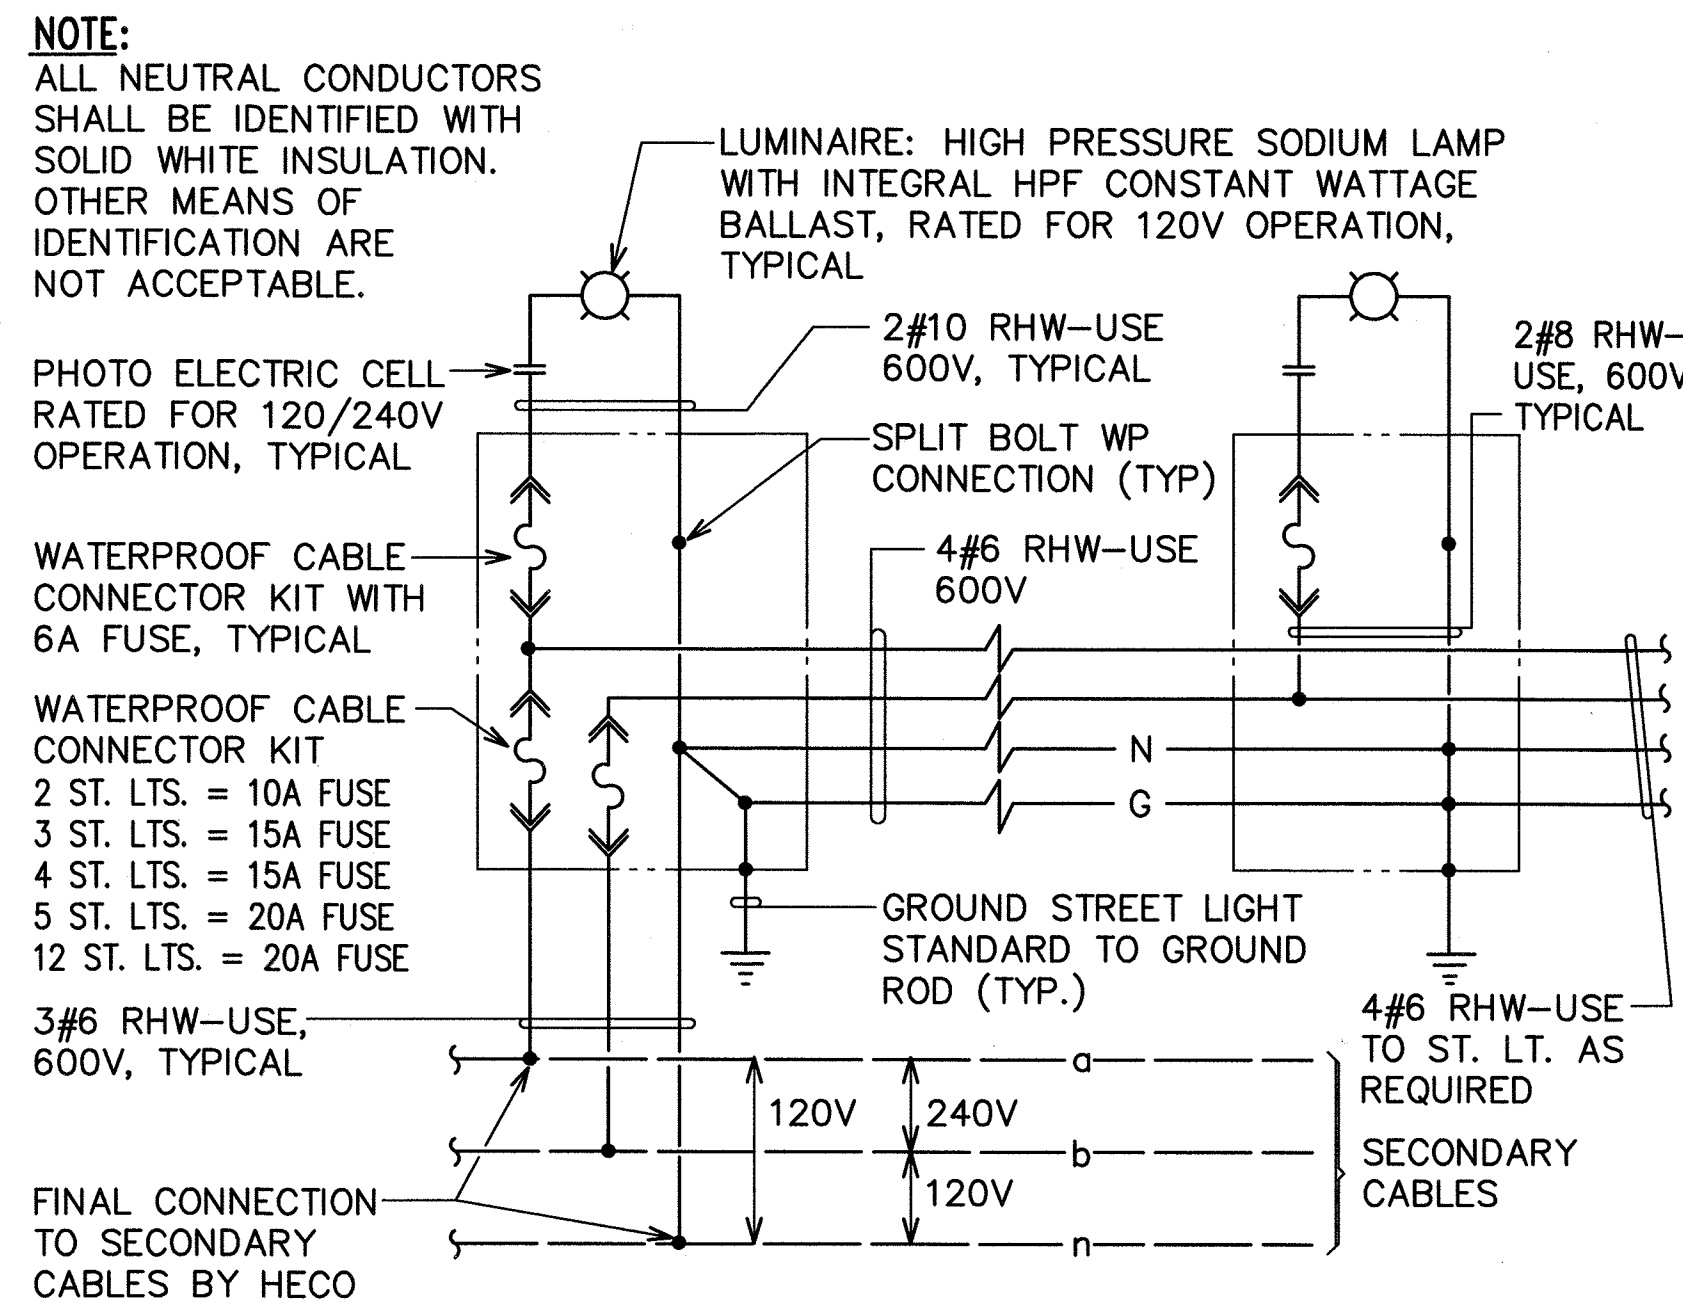 NOTE:
ALL NEUTRAL CONDUCTORS
SHALL BE IDENTIFIED WITH
SOLID WHITE INSULATION.
OTHER MEANS OF
IDENTIFICATION ARE
NOT ACCEPTABLE.
LUMINAIRE: HIGH PRESSURE SODIUM LAMP
WITH INTEGRAL HPF CONSTANT WATTAGE
BALLAST, RATED FOR 120V OPERATION,
TYPICAL
2#10 RHW-USE
600V, TYPICAL
2#8 RHW-
USE, 600V
TYPICAL
PHOTO ELECTRIC CELL
RATED FOR 120/240V
OPERATION, TYPICAL
SPLIT BOLT WP
CONNECTION (TYP)
WATERPROOF CABLE
CONNECTOR KIT WITH
6A FUSE, TYPICAL
4#6 RHW-USE
600V
WATERPROOF CABLE
CONNECTOR KIT
2 ST. LTS. = 10A FUSE
3 ST. LTS. = 15A FUSE
4 ST. LTS. = 15A FUSE
5 ST. LTS. = 20A FUSE
12 ST. LTS. = 20A FUSE
N
G
GROUND STREET LIGHT
STANDARD TO GROUND
ROD (TYP.)
3#6 RHW-USE,
600V, TYPICAL
4#6 RHW-USE
TO ST. LT. AS
REQUIRED
a
120V
240V
b
120V
n
SECONDARY
CABLES
FINAL CONNECTION
TO SECONDARY
CABLES BY HECO